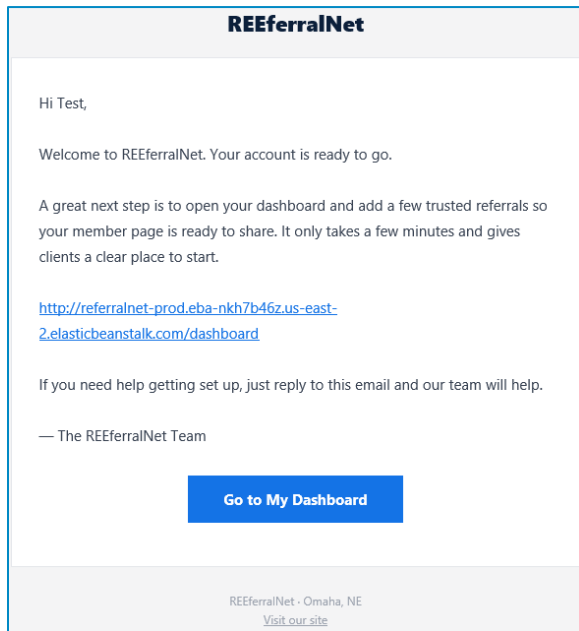 REEferralNet
Hi Test,
Welcome to REEferralNet. Your account is ready to go.
A great next step is to open your dashboard and add a few trusted referrals so
your member page is ready to share. It only takes a few minutes and gives
clients a clear place to start.
http://referralnet-prod.eba-nkh7b46z.us-east-
2.elasticbeanstalk.com/dashboard
If you need help getting set up, just reply to this email and our team will help.
— The REEferralNet Team
Go to My Dashboard
REEferralNet · Omaha, NE
Visit our site